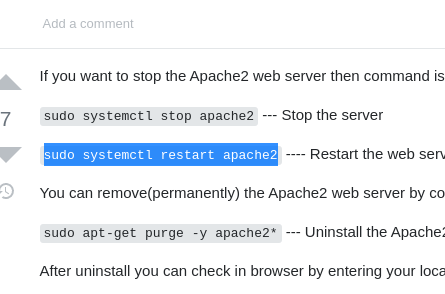 Add a comment
If you want to stop the Apache2 web server then command is
7
sudo systemctl stop apache2 --- Stop the server
sudo systemctl restart apache2 ---- Restart the web serv
You can remove(permanently) the Apache2 web server by co
sudo apt-get purge -y apache2* --- Uninstall the Apache2
After uninstall you can check in browser by entering your loca